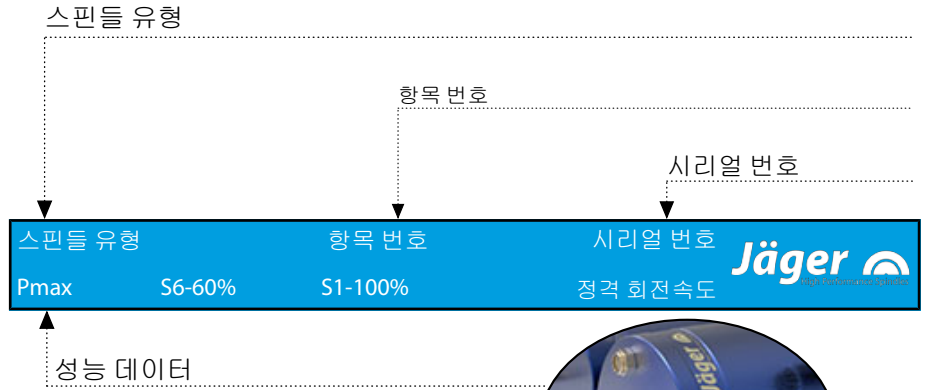 스핀들 유형
항목 번호
시리얼 번호
스핀들 유형 항목 번호 시리얼 번호
Jäger
Pmax S6-60% S1-100% 정격 회전속도
성능 데이터
Jäger